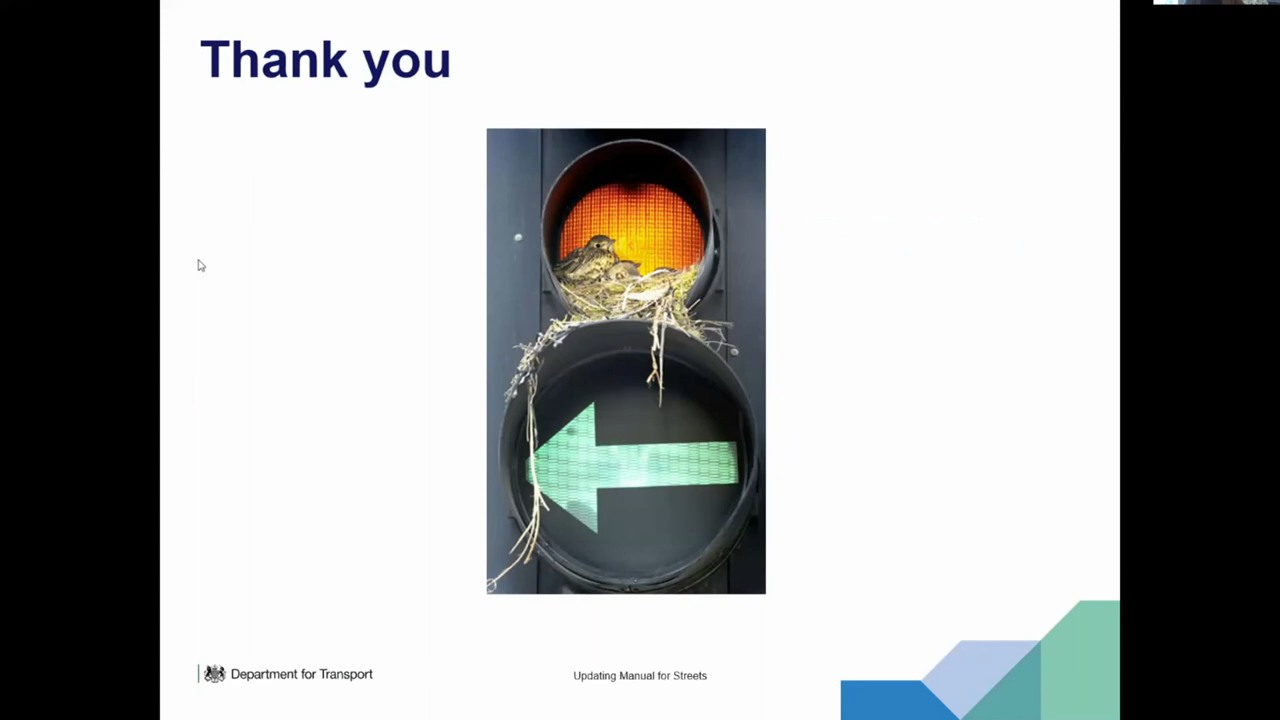 Thank you
Department for Transport
Updating Manual for Streets